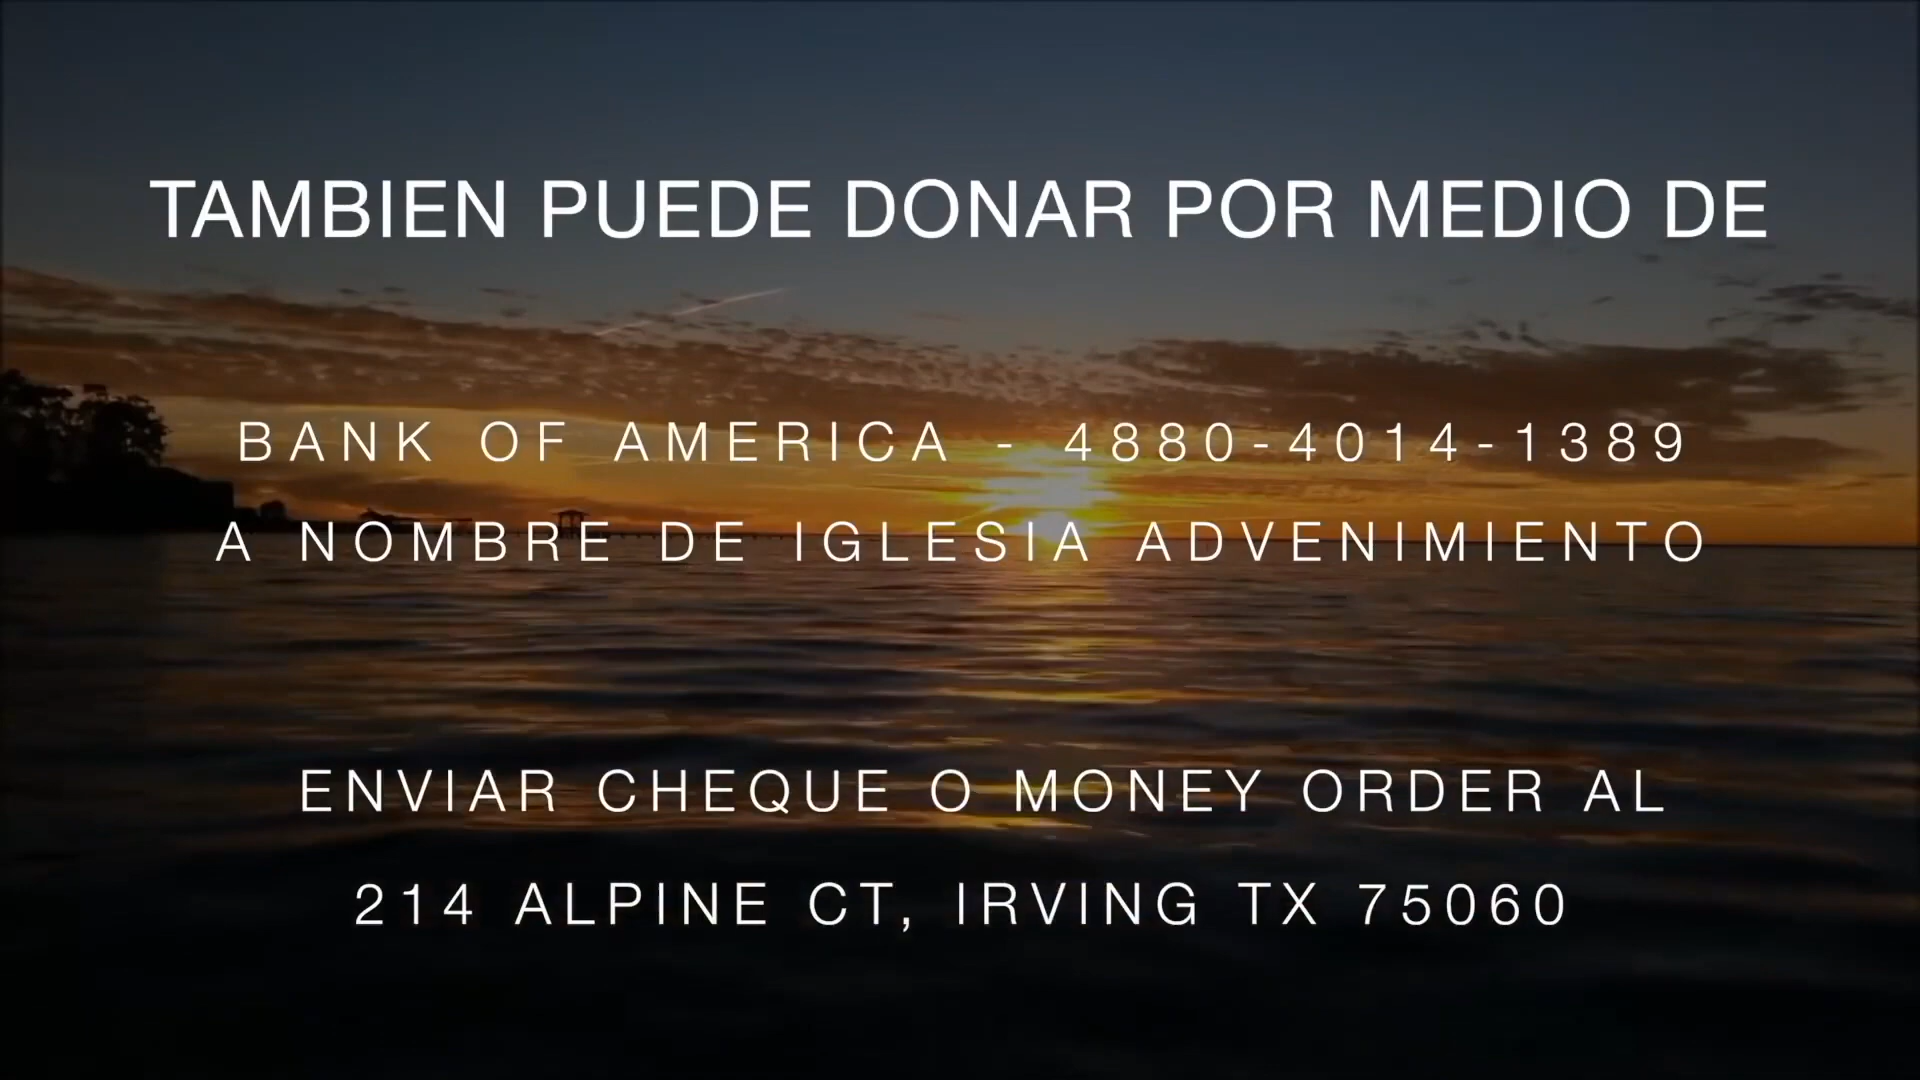 TAMBIEN PUEDE DONAR POR MEDIO DE
BANK OF AMERICA - 4880-4014-1389
A NOMBRE DE IGLESIA ADVENIMIENTO
ENVIAR CHEQUE O MONEY ORDER AL
214 ALPINE CT, IRVING TX 75060